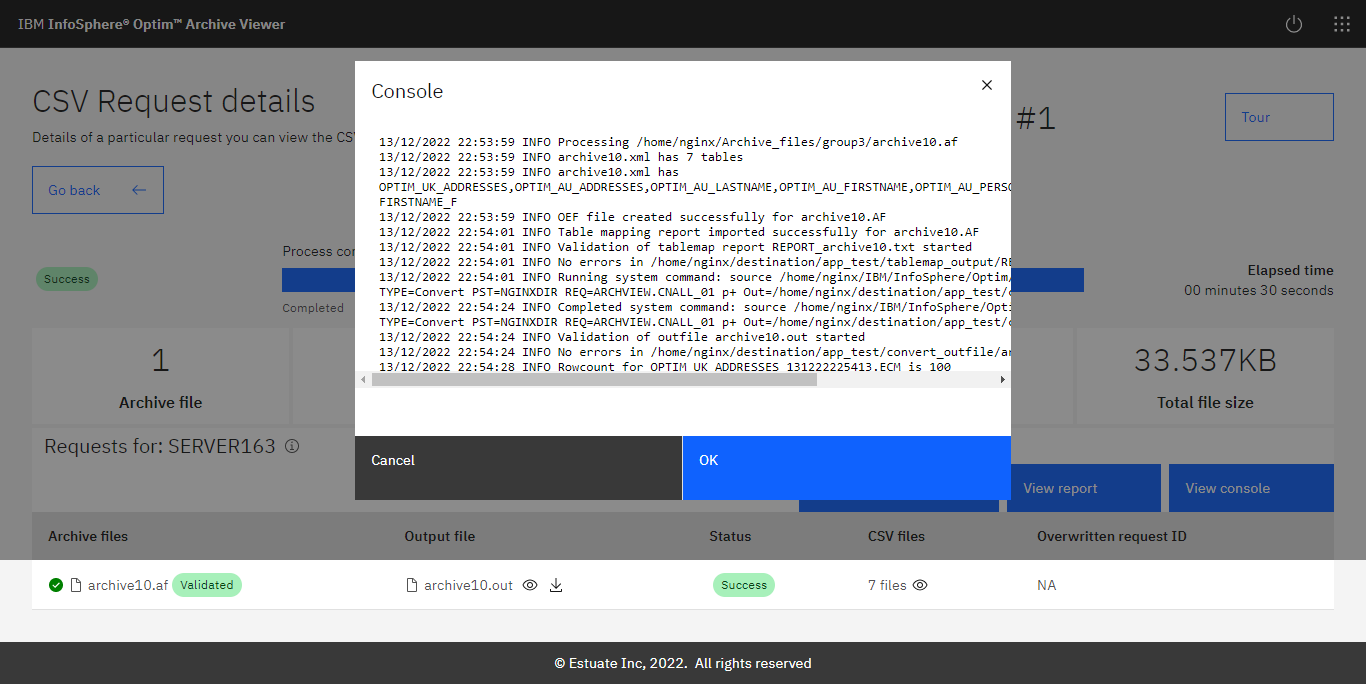 IBM InfoSphere® Optim™ Archive Viewer
CSV Request details
#1
Tour
Details of a particular request you can view the CSV
Go back
Console
13/12/2022 22:53:59 INFO Processing /home/nginx/Archive_files/group3/archive10.af
13/12/2022 22:53:59 INFO archive10.xml has 7 tables
13/12/2022 22:53:59 INFO archive10.xml has
OPTIM_UK_ADDRESSES,OPTIM_AU_ADDRESSES,OPTIM_AU_LASTNAME,OPTIM_AU_FIRSTNAME,OPTIM_AU_PERSO
FIRSTNAME_F
13/12/2022 22:53:59 INFO OEF file created successfully for archive10.AF
13/12/2022 22:54:01 INFO Table mapping report imported successfully for archive10.AF
13/12/2022 22:54:01 INFO Validation of tablemap report REPORT_archive10.txt started
13/12/2022 22:54:01 INFO No errors in /home/nginx/destination/app_test/tablemap_output/RE
13/12/2022 22:54:01 INFO Running system command: source /home/nginx/IBM/InfoSphere/Optim/
TYPE=Convert PST=NGINXDIR REQ=ARCHVIEW.CNALL_01 p+ Out=/home/nginx/destination/app_test/c
13/12/2022 22:54:24 INFO Completed system command: source /home/nginx/IBM/InfoSphere/Opti
TYPE=Convert PST=NGINXDIR REQ=ARCHVIEW.CNALL_01 p+ Out=/home/nginx/destination/app_test/c
13/12/2022 22:54:24 INFO Validation of outfile archive10.out started
13/12/2022 22:54:24 INFO No errors in /home/nginx/destination/app_test/convert_outfile/ar
13/12/2022 22:54:28 INFO Rowcount for OPTIM_UK_ADDRESSES_131222225413.ECM is 100
Cancel
OK
Process cor
Success
Completed
Elapsed time
00 minutes 30 seconds
1
Archive file
33.537KB
Total file size
Requests for: SERVER163
View report
View console
Archive files Output file Status CSV files Overwritten request ID
archive10.af Validated archive10.out Success 7 files NA
© Estuate Inc, 2022. All rights reserved